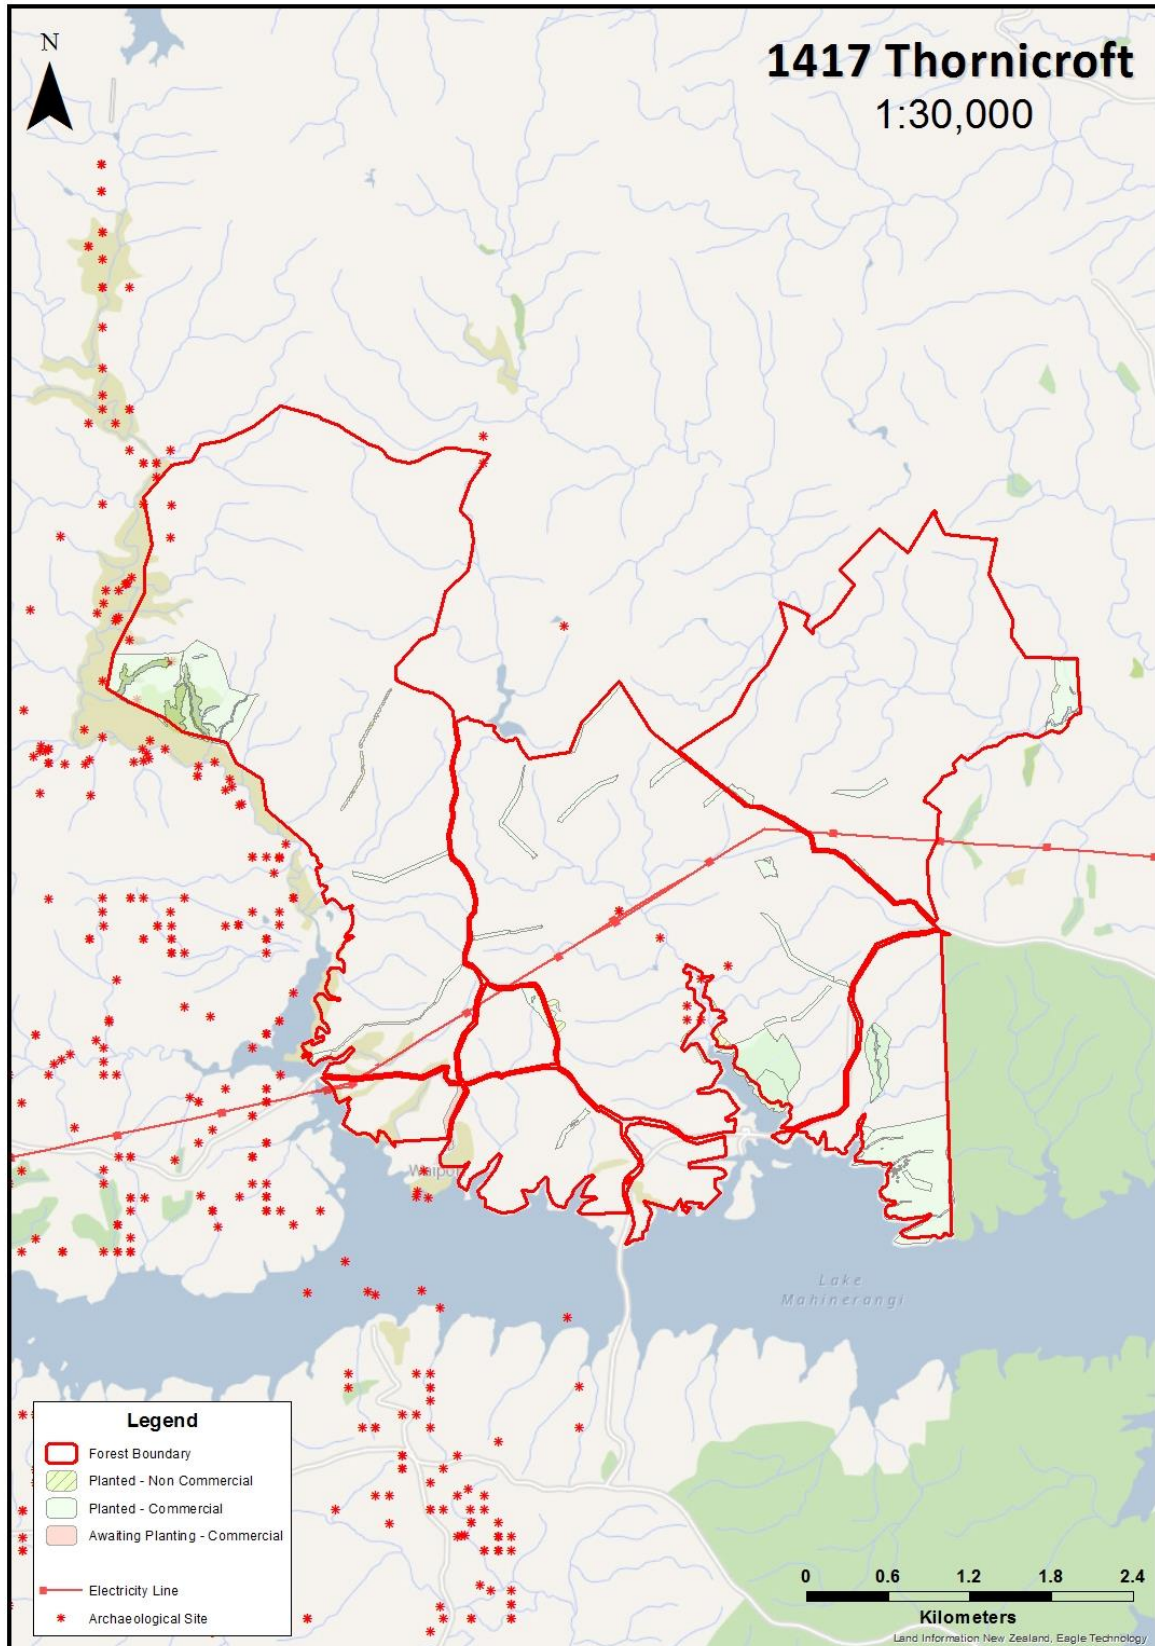 N
1417 Thornicroft
1:30,000
Lake
Mahinerangi
Legend
Forest Boundary
Planted - Non Commercial
Planted - Commercial
Awaiting Planting - Commercial
Electricity Line
Archaeological Site
0 0.6 1.2 1.8 2.4
Kilometers
Land Information New Zealand, Eagle Technology